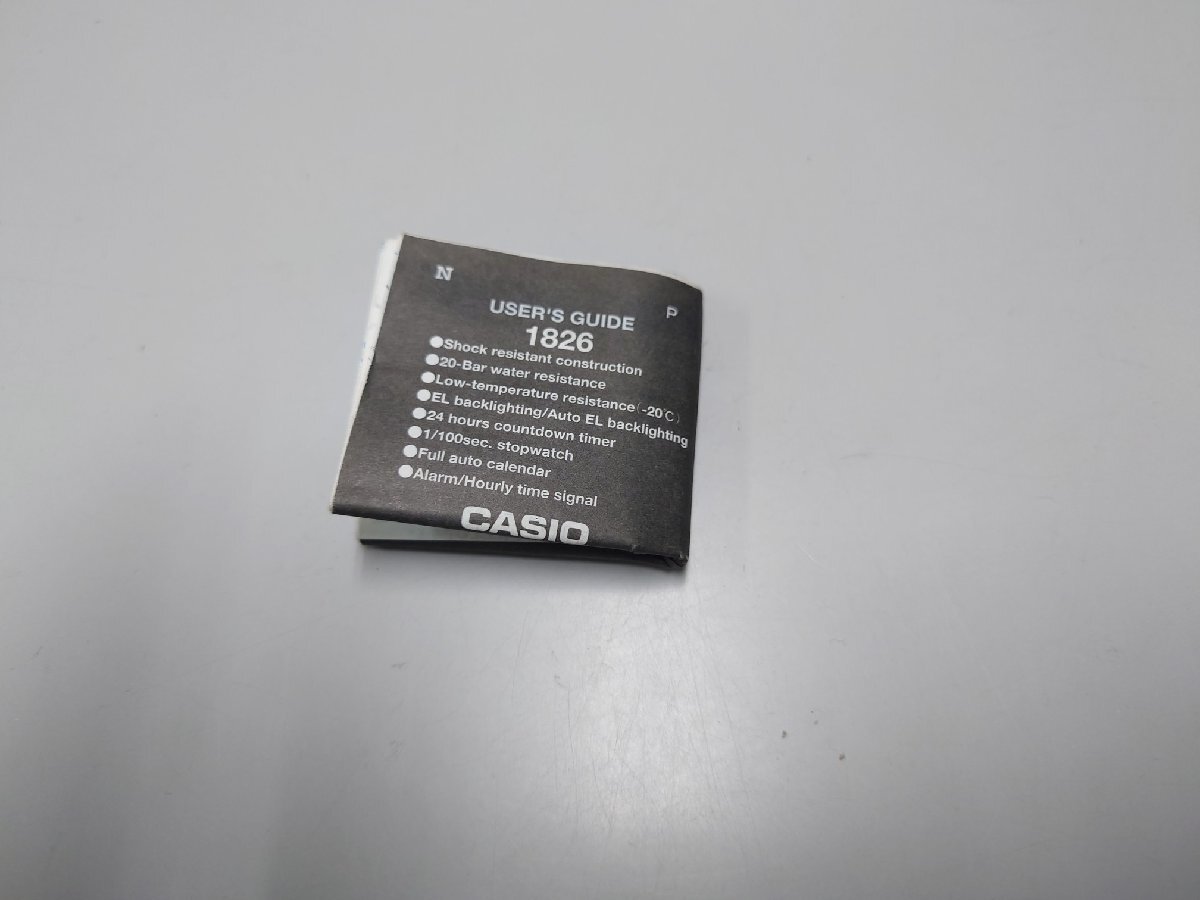 N
P
USER'S GUIDE
1826
●Shock resistant construction
●20-Bar water resistance
●Low-temperature resistance(-20℃)
●EL backlighting/Auto EL backlighting
●24 hours countdown timer
●1/100sec. stopwatch
●Full auto calendar
●Alarm/Hourly time signal
CASIO